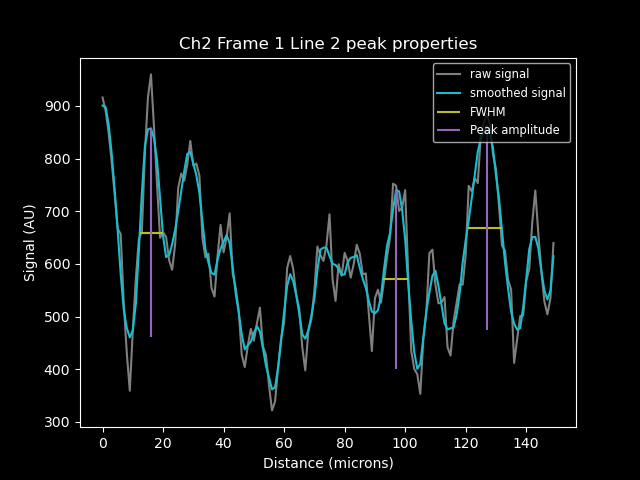 Ch2 Frame 1 Line 2 peak properties
raw signal
smoothed signal
FWHM
Peak amplitude
Signal (AU)
900
800
700
600
500
400
300
0 20 40 60 80 100 120 140
Distance (microns)